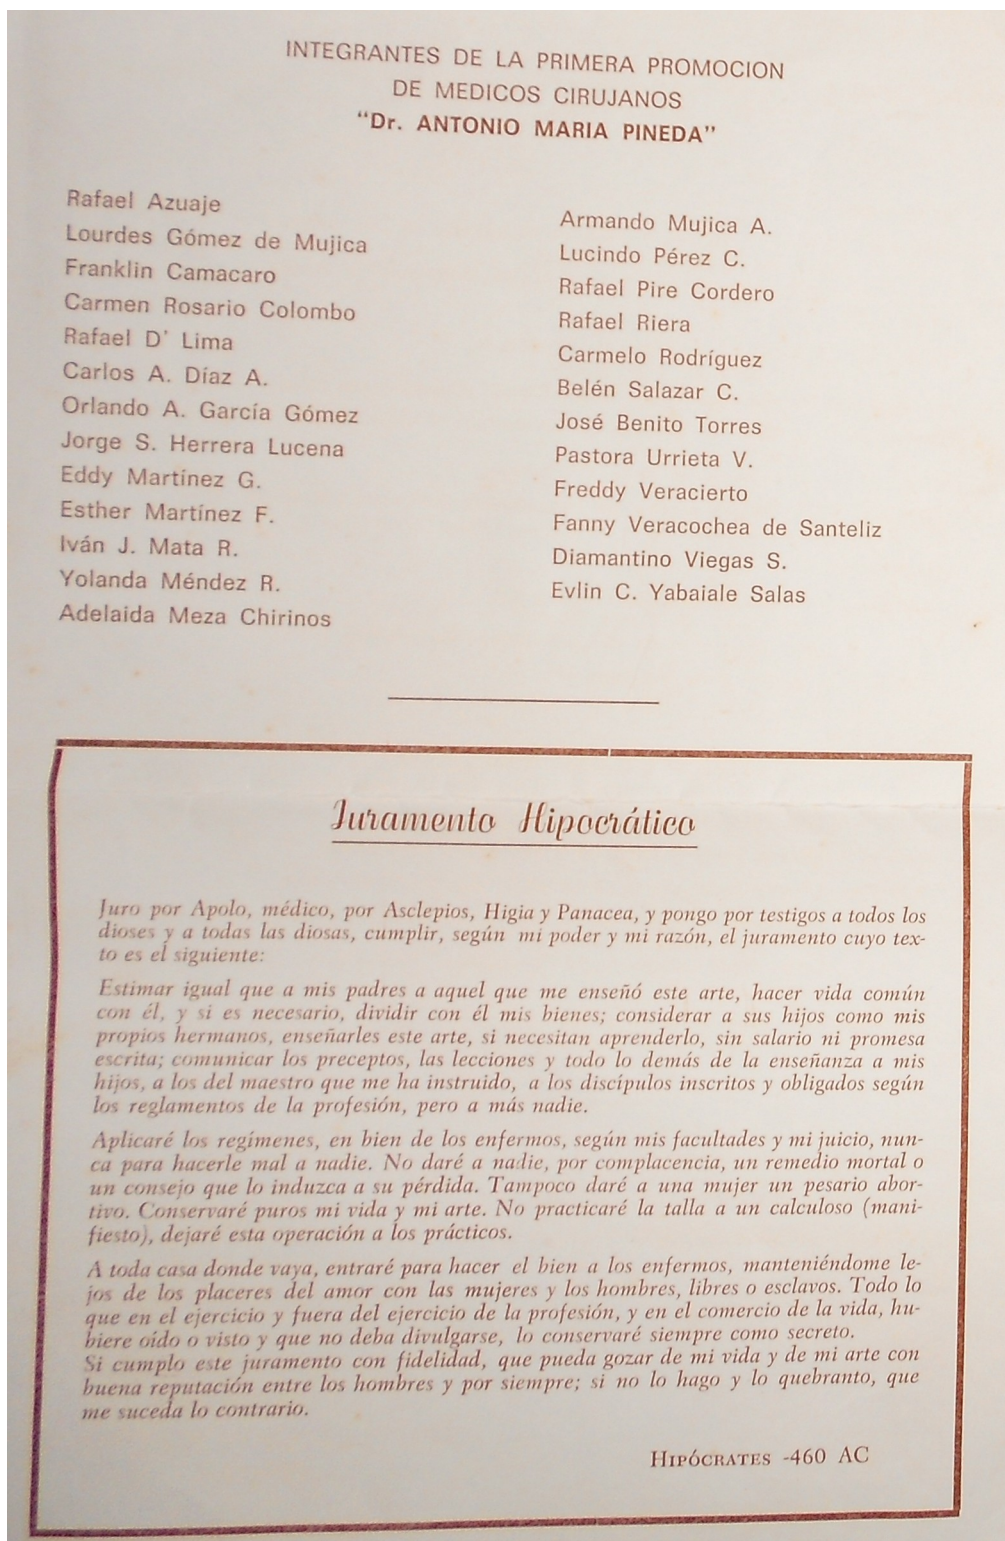 INTEGRANTES DE LA PRIMERA PROMOCION
DE MEDICOS CIRUJANOS
"Dr. ANTONIO MARIA PINEDA"
Rafael Azuaje
Lourdes Gómez de Mujica
Franklin Camacaro
Carmen Rosario Colombo
Rafael D' Lima
Carlos A. Díaz A.
Orlando A. García Gómez
Jorge S. Herrera Lucena
Eddy Martínez G.
Esther Martínez F.
Iván J. Mata R.
Yolanda Méndez R.
Adelaida Meza Chirinos
Armando Mujica A.
Lucindo Pérez C.
Rafael Pire Cordero
Rafael Riera
Carmelo Rodríguez
Belén Salazar C.
José Benito Torres
Pastora Urrieta V.
Freddy Veracierto
Fanny Veracochea de Santeliz
Diamantino Viegas S.
Evlin C. Yabaiale Salas
Juramento Hipocrático
Juro por Apolo, médico, por Asclepios, Higia y Panacea, y pongo por testigos a todos los
dioses y a todas las diosas, cumplir, según mi poder y mi razón, el juramento cuyo tex-
to es el siguiente:
Estimar igual que a mis padres a aquel que me enseñó este arte, hacer vida común
con él, y si es necesario, dividir con él mis bienes; considerar a sus hijos como mis
propios hermanos, enseñarles este arte, si necesitan aprenderlo, sin salario ni promesa
escrita; comunicar los preceptos, las lecciones y todo lo demás de la enseñanza a mis
hijos, a los del maestro que me ha instruido, a los discípulos inscritos y obligados según
los reglamentos de la profesión, pero a más nadie.
Aplicaré los regímenes, en bien de los enfermos, según mis facultades y mi juicio, nun-
ca para hacerle mal a nadie. No daré a nadie, por complacencia, un remedio mortal o
un consejo que lo induzca a su pérdida. Tampoco daré a una mujer un pesario abor-
tivo. Conservaré puros mi vida y mi arte. No practicaré la talla a un calculoso (mani-
fiesto), dejaré esta operación a los prácticos.
A toda casa donde vaya, entraré para hacer el bien a los enfermos, manteniéndome le-
jos de los placeres del amor con las mujeres y los hombres, libres o esclavos. Todo lo
que en el ejercicio y fuera del ejercicio de la profesión, y en el comercio de la vida, hu-
biere oído o visto y que no deba divulgarse, lo conservaré siempre como secreto.
Si cumplo este juramento con fidelidad, que pueda gozar de mi vida y de mi arte con
buena reputación entre los hombres y por siempre; si no lo hago y lo quebranto, que
me suceda lo contrario.
HIPÓCRATES -460 AC